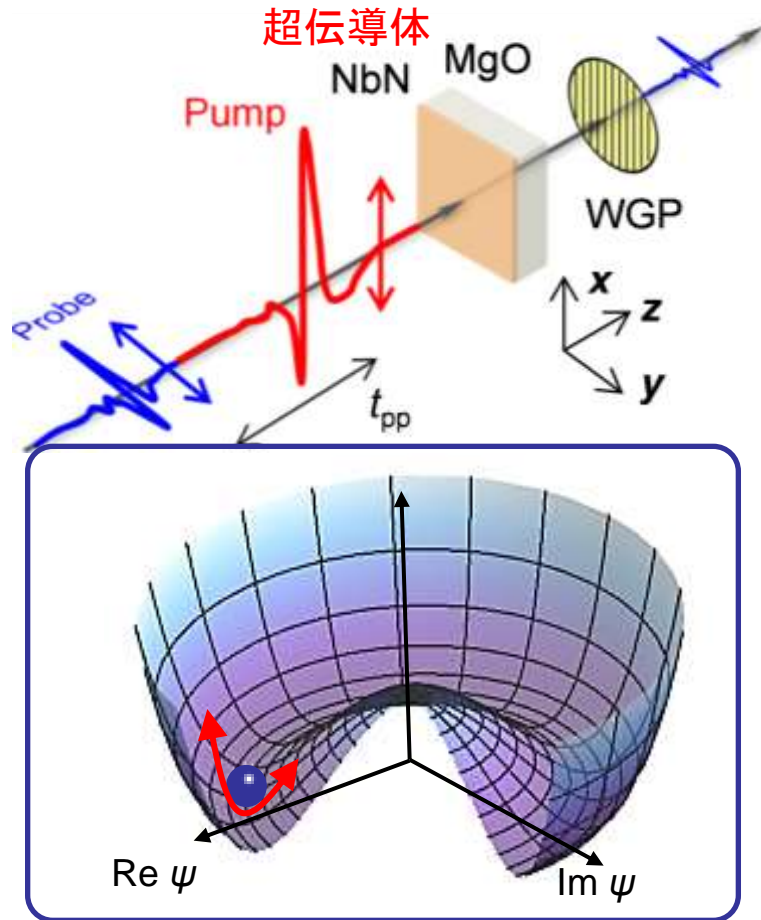 超伝導体
NbN MgO
Pump
WGP
Probe
x
z
y
tpp
Re ψ
Im ψ